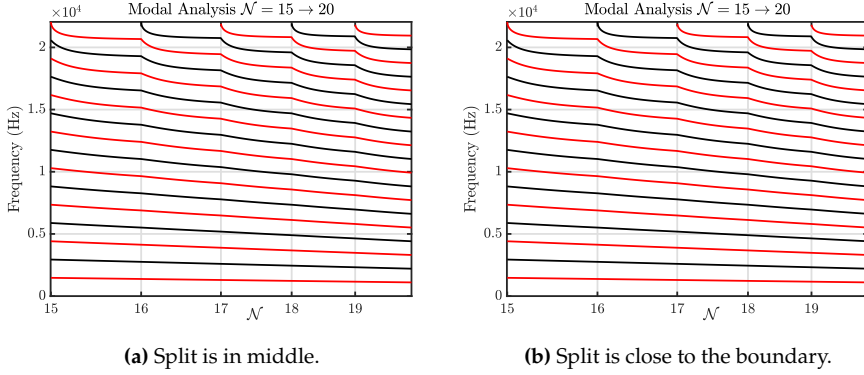 Modal Analysis 𝒩 = 15 → 20
×10⁴
2
1.5
1
0.5
0
Frequency (Hz)
15 16 17 18 19
𝒩
(a) Split is in middle.
Modal Analysis 𝒩 = 15 → 20
×10⁴
2
1.5
1
0.5
0
Frequency (Hz)
15 16 17 18 19
𝒩
(b) Split is close to the boundary.